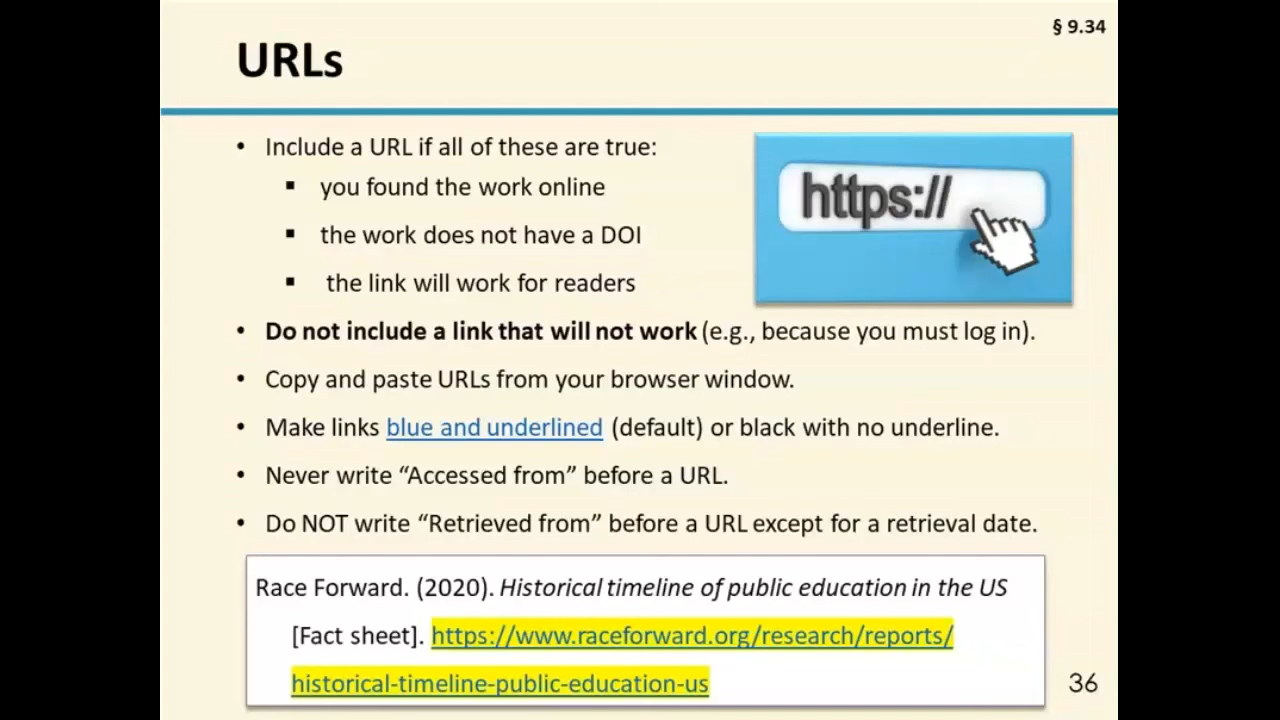 § 9.34
URLs
• Include a URL if all of these are true:
▪ you found the work online
▪ the work does not have a DOI
▪ the link will work for readers
https://
• Do not include a link that will not work (e.g., because you must log in).
• Copy and paste URLs from your browser window.
• Make links blue and underlined (default) or black with no underline.
• Never write “Accessed from” before a URL.
• Do NOT write “Retrieved from” before a URL except for a retrieval date.
Race Forward. (2020). Historical timeline of public education in the US
[Fact sheet]. https://www.raceforward.org/research/reports/
historical-timeline-public-education-us
36